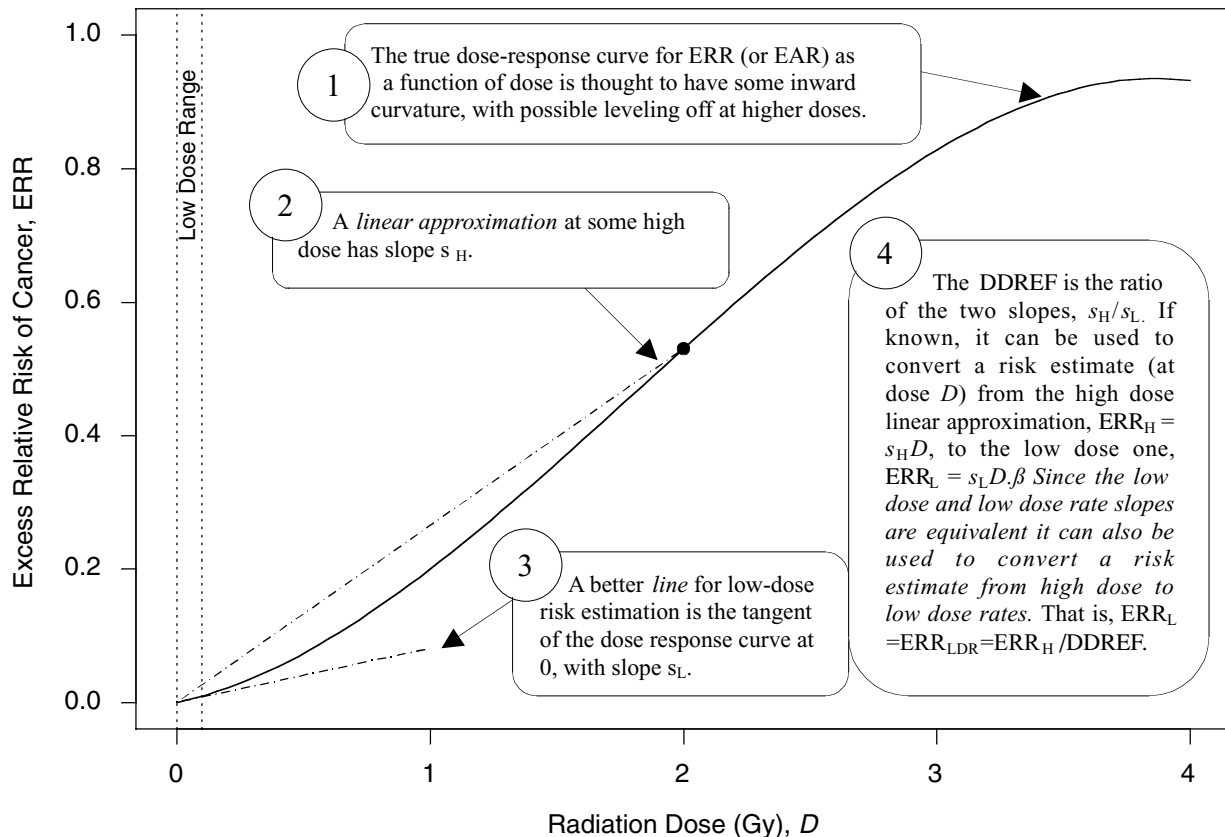 1.0
0.8
0.6
0.4
0.2
0.0
Excess Relative Risk of Cancer, ERR
Low Dose Range
1
The true dose-response curve for ERR (or EAR) as
a function of dose is thought to have some inward
curvature, with possible leveling off at higher doses.
2
A linear approximation at some high
dose has slope s H.
3
A better line for low-dose
risk estimation is the tangent
of the dose response curve at
0, with slope sL.
4
The DDREF is the ratio
of the two slopes, sH/sL. If
known, it can be used to
convert a risk estimate (at
dose D) from the high dose
linear approximation, ERRH =
sHD, to the low dose one,
ERRL = sLD.ß Since the low
dose and low dose rate slopes
are equivalent it can also be
used to convert a risk
estimate from high dose to
low dose rates. That is, ERRL
=ERRLDR=ERRH /DDREF.
0
1
2
3
4
Radiation Dose (Gy), D